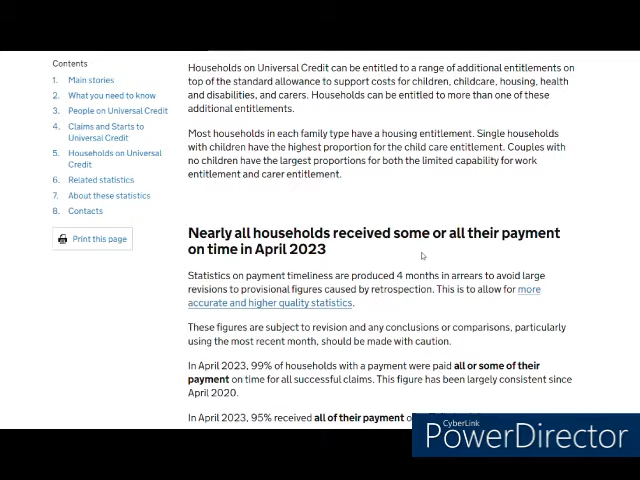 Contents
1. Main stories
2. What you need to know
3. People on Universal Credit
4. Claims and Starts to
Universal Credit
5. Households on Universal
Credit
6. Related statistics
7. About these statistics
8. Contacts
Print this page
Households on Universal Credit can be entitled to a range of additional entitlements on
top of the standard allowance to support costs for children, childcare, housing, health
and disabilities, and carers. Households can be entitled to more than one of these
additional entitlements.
Most households in each family type have a housing entitlement. Single households
with children have the highest proportion for the child care entitlement. Couples with
no children have the largest proportions for both the limited capability for work
entitlement and carer entitlement.
Nearly all households received some or all their payment
on time in April 2023
Statistics on payment timeliness are produced 4 months in arrears to avoid large
revisions to provisional figures caused by retrospection. This is to allow for more
accurate and higher quality statistics.
These figures are subject to revision and any conclusions or comparisons, particularly
using the most recent month, should be made with caution.
In April 2023, 99% of households with a payment were paid all or some of their
payment on time for all successful claims. This figure has been largely consistent since
April 2020.
In April 2023, 95% received all of their payment
CyberLink
PowerDirector